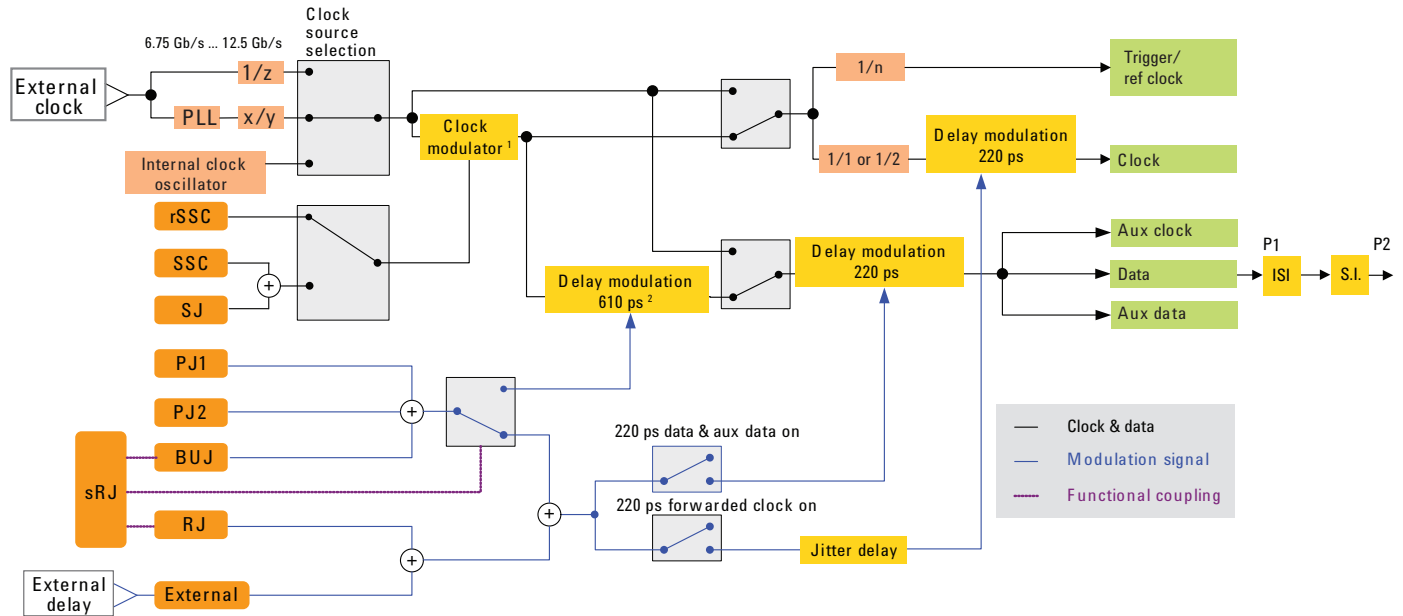 Clock
source
selection
6.75 Gb/s ... 12.5 Gb/s
External
clock
1/z
PLL
x/y
Internal clock
oscillator
Clock
modulator 1
1/n
Trigger/
ref clock
1/1 or 1/2
Delay modulation
220 ps
Clock
rSSC
SSC
+
SJ
Delay modulation
610 ps 2
Delay modulation
220 ps
Aux clock
Data
Aux data
P1
ISI
S.I.
P2
PJ1
PJ2
+
BUJ
sRJ
RJ
+
+
External
delay
External
220 ps data & aux data on
220 ps forwarded clock on
Jitter delay
Clock & data
Modulation signal
Functional coupling